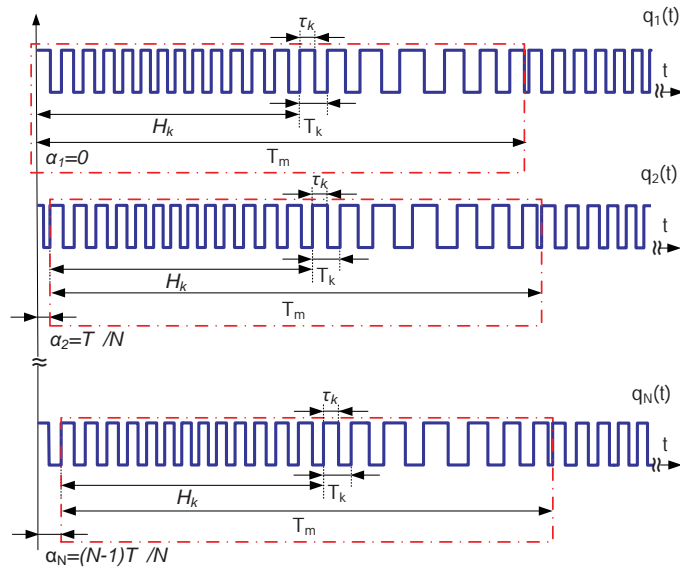 q1(t)
τk
t
Hk
Tk
α1=0
Tm
q2(t)
τk
t
Hk
Tk
Tm
α2=T /N
qN(t)
τk
t
Hk
Tk
Tm
αN=(N-1)T /N